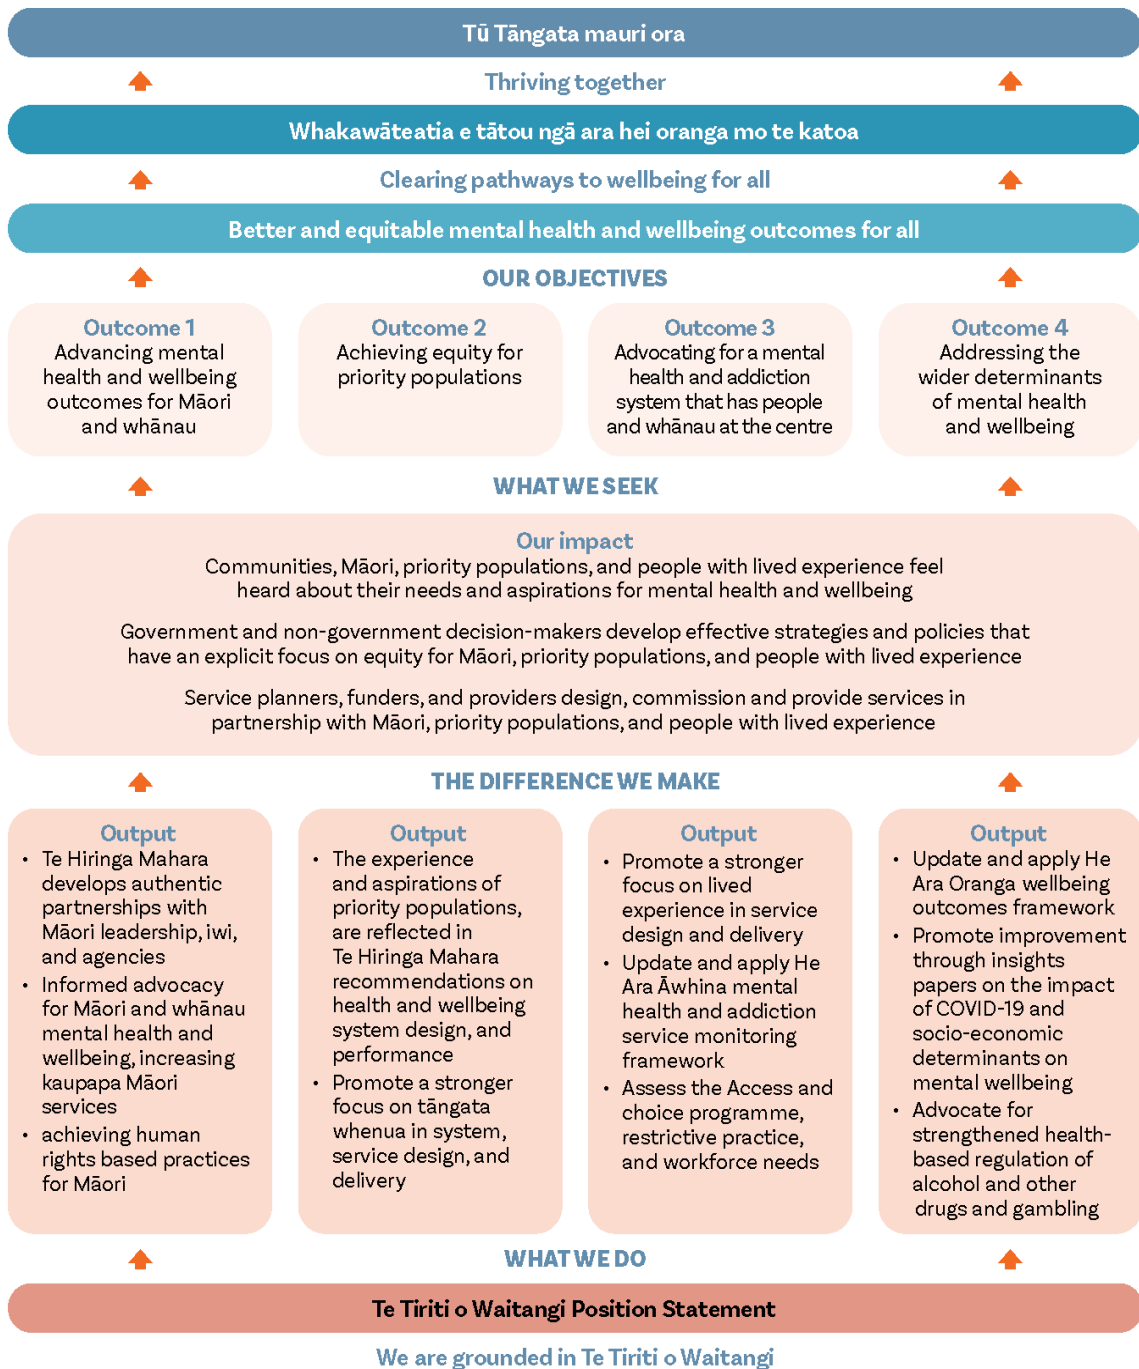 Tū Tāngata mauri ora
Thriving together
Whakawāteatia e tātou ngā ara hei oranga mo te katoa
Clearing pathways to wellbeing for all
Better and equitable mental health and wellbeing outcomes for all
OUR OBJECTIVES
Outcome 1
Advancing mental
health and wellbeing
outcomes for Māori
and whānau
Outcome 2
Achieving equity for
priority populations
Outcome 3
Advocating for a mental
health and addiction
system that has people
and whānau at the centre
Outcome 4
Addressing the
wider determinants
of mental health
and wellbeing
WHAT WE SEEK
Our impact
Communities, Māori, priority populations, and people with lived experience feel
heard about their needs and aspirations for mental health and wellbeing
Government and non-government decision-makers develop effective strategies and policies that
have an explicit focus on equity for Māori, priority populations, and people with lived experience
Service planners, funders, and providers design, commission and provide services in
partnership with Māori, priority populations, and people with lived experience
THE DIFFERENCE WE MAKE
Output
• Te Hiringa Mahara
develops authentic
partnerships with
Māori leadership, iwi,
and agencies
• Informed advocacy
for Māori and whānau
mental health and
wellbeing, increasing
kaupapa Māori
services
• achieving human
rights based practices
for Māori
Output
• The experience
and aspirations of
priority populations,
are reflected in
Te Hiringa Mahara
recommendations on
health and wellbeing
system design, and
performance
• Promote a stronger
focus on tāngata
whenua in system,
service design, and
delivery
Output
• Promote a stronger
focus on lived
experience in service
design and delivery
• Update and apply He
Ara Āwhina mental
health and addiction
service monitoring
framework
• Assess the Access and
choice programme,
restrictive practice,
and workforce needs
Output
• Update and apply He
Ara Oranga wellbeing
outcomes framework
• Promote improvement
through insights
papers on the impact
of COVID-19 and
socio-economic
determinants on
mental wellbeing
• Advocate for
strengthened health-
based regulation of
alcohol and other
drugs and gambling
WHAT WE DO
Te Tiriti o Waitangi Position Statement
We are grounded in Te Tiriti o Waitangi